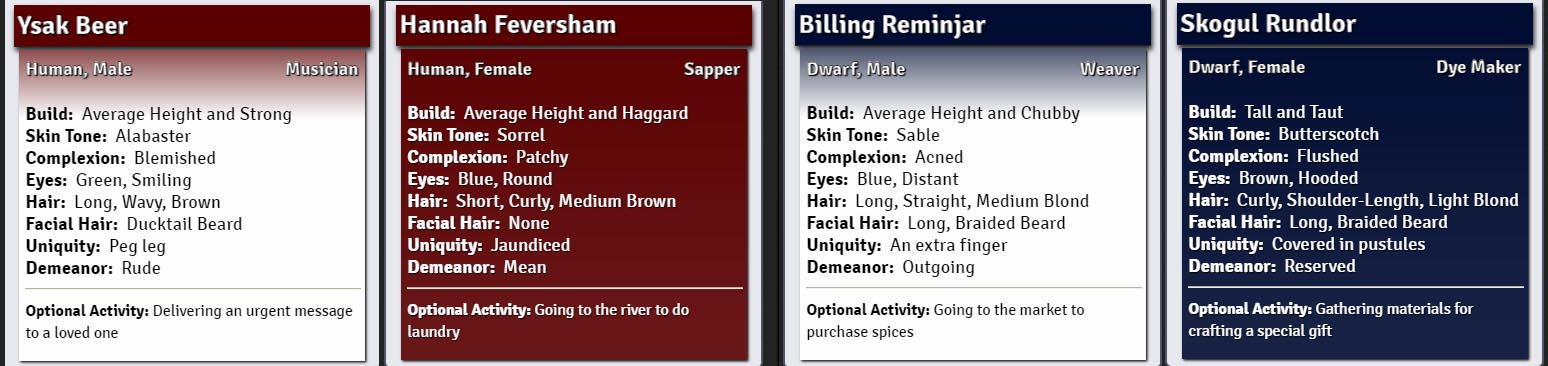 Ysak Beer
Human, Male Musician
Build: Average Height and Strong
Skin Tone: Alabaster
Complexion: Blemished
Eyes: Green, Smiling
Hair: Long, Wavy, Brown
Facial Hair: Ducktail Beard
Uniquity: Peg leg
Demeanor: Rude
Optional Activity: Delivering an urgent message
to a loved one
Hannah Feversham
Human, Female Sapper
Build: Average Height and Haggard
Skin Tone: Sorrel
Complexion: Patchy
Eyes: Blue, Round
Hair: Short, Curly, Medium Brown
Facial Hair: None
Uniquity: Jaundiced
Demeanor: Mean
Optional Activity: Going to the river to do
laundry
Billing Reminjar
Dwarf, Male Weaver
Build: Average Height and Chubby
Skin Tone: Sable
Complexion: Acned
Eyes: Blue, Distant
Hair: Long, Straight, Medium Blond
Facial Hair: Long, Braided Beard
Uniquity: An extra finger
Demeanor: Outgoing
Optional Activity: Going to the market to
purchase spices
Skogul Rundlor
Dwarf, Female Dye Maker
Build: Tall and Taut
Skin Tone: Butterscotch
Complexion: Flushed
Eyes: Brown, Hooded
Hair: Curly, Shoulder-Length, Light Blond
Facial Hair: Long, Braided Beard
Uniquity: Covered in pustules
Demeanor: Reserved
Optional Activity: Gathering materials for
crafting a special gift